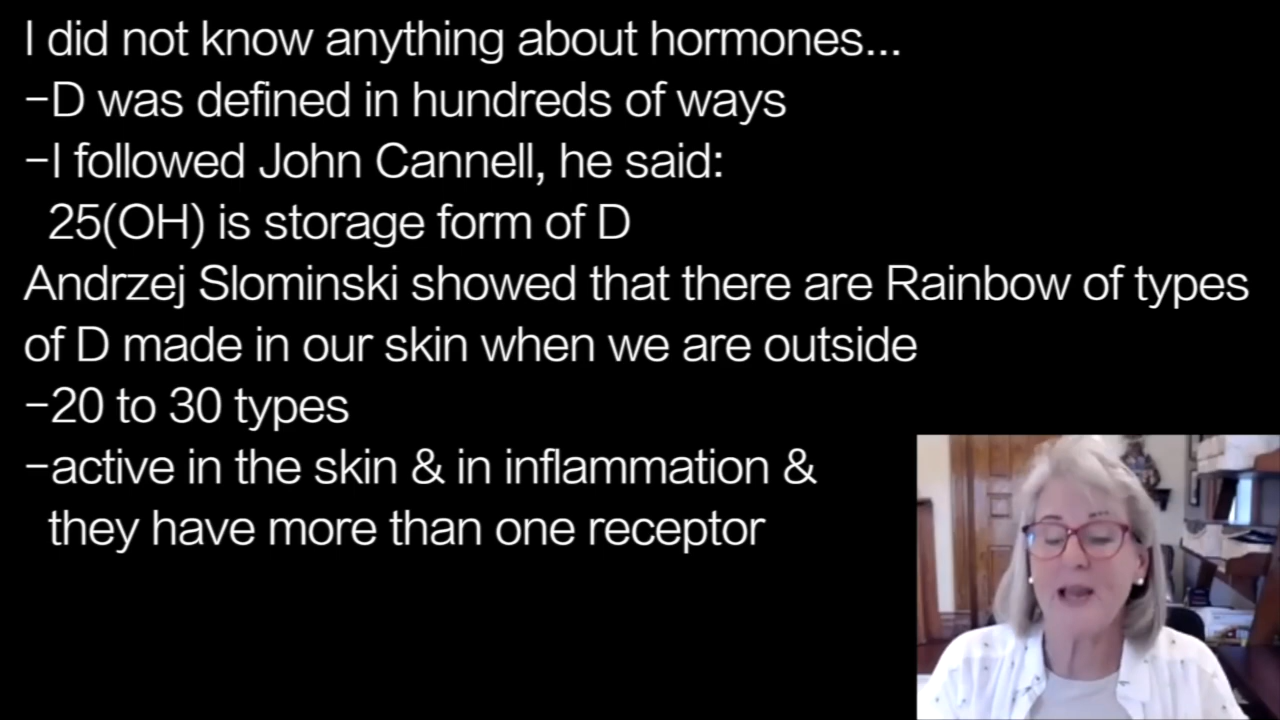 I did not know anything about hormones...
−D was defined in hundreds of ways
−I followed John Cannell, he said:
25(OH) is storage form of D
Andrzej Slominski showed that there are Rainbow of types
of D made in our skin when we are outside
−20 to 30 types
−active in the skin & in inflammation &
they have more than one receptor